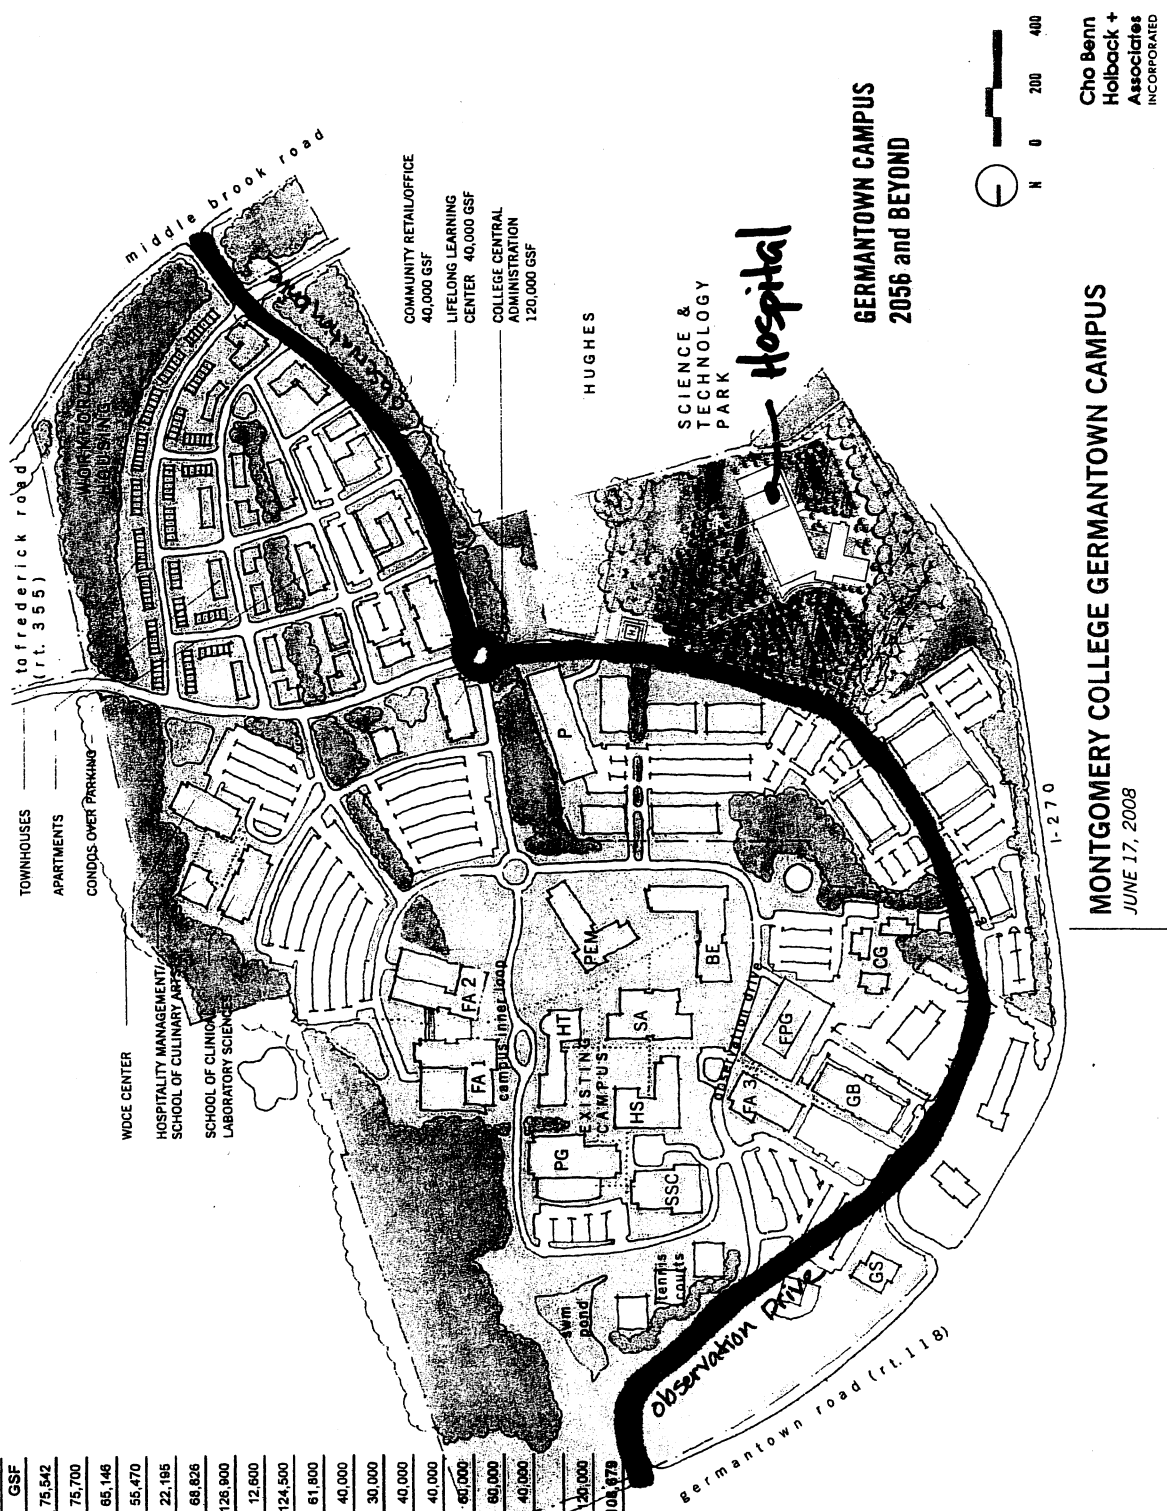 GSF
75,542
75,700
65,146
55,470
22,195
68,826
126,900
12,600
124,500
61,800
40,000
30,000
40,000
40,000
60,000
60,000
40,000
120,000
TOWNHOUSES
APARTMENTS
CONDOS OVER PARKING
WDCE CENTER
HOSPITALITY MANAGEMENT/
SCHOOL OF CULINARY ARTS
SCHOOL OF CLINICAL
LABORATORY SCIENCES
to frederick road
(rt. 355)
WORKFORCE
HOUSING
middle brook road
observation drive
COMMUNITY RETAIL/OFFICE
40,000 GSF
LIFELONG LEARNING
CENTER 40,000 GSF
COLLEGE CENTRAL
ADMINISTRATION
120,000 GSF
HUGHES
SCIENCE &
TECHNOLOGY
PARK
Hospital
P
FA 2
FA 1
campus inner loop
HT
PEM
BE
EXISTING
CAMPUS
SA
HS
PG
SSC
observation drive
FPG
FA 3
GB
CG
GS
swm
pond
tennis
courts
observation Drive
germantown road (rt. 118)
I-270
GERMANTOWN CAMPUS
2056 and BEYOND
N 0 200 400
MONTGOMERY COLLEGE GERMANTOWN CAMPUS
JUNE 17, 2008
Cho Benn
Holback +
Associates
INCORPORATED